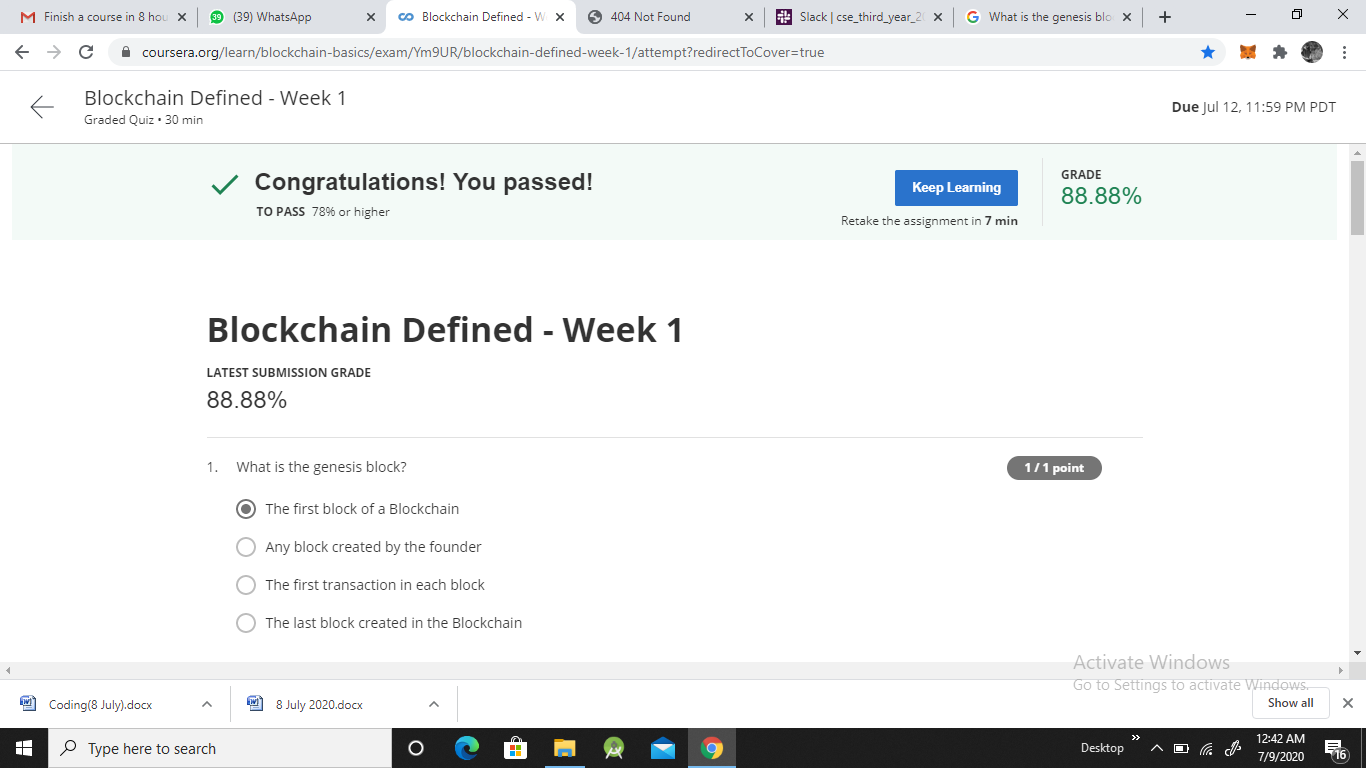 Finish a course in 8 hou
39 (39) WhatsApp
Blockchain Defined - W
404 Not Found
Slack | cse_third_year_2
What is the genesis blo
coursera.org/learn/blockchain-basics/exam/Ym9UR/blockchain-defined-week-1/attempt?redirectToCover=true
Blockchain Defined - Week 1
Graded Quiz • 30 min
Due Jul 12, 11:59 PM PDT
Congratulations! You passed!
TO PASS 78% or higher
Keep Learning
Retake the assignment in 7 min
GRADE
88.88%
Blockchain Defined - Week 1
LATEST SUBMISSION GRADE
88.88%
1. What is the genesis block?
1 / 1 point
The first block of a Blockchain
Any block created by the founder
The first transaction in each block
The last block created in the Blockchain
Activate Windows
Go to Settings to activate Windows.
Coding(8 July).docx
8 July 2020.docx
Show all
Type here to search
Desktop
12:42 AM
7/9/2020
16